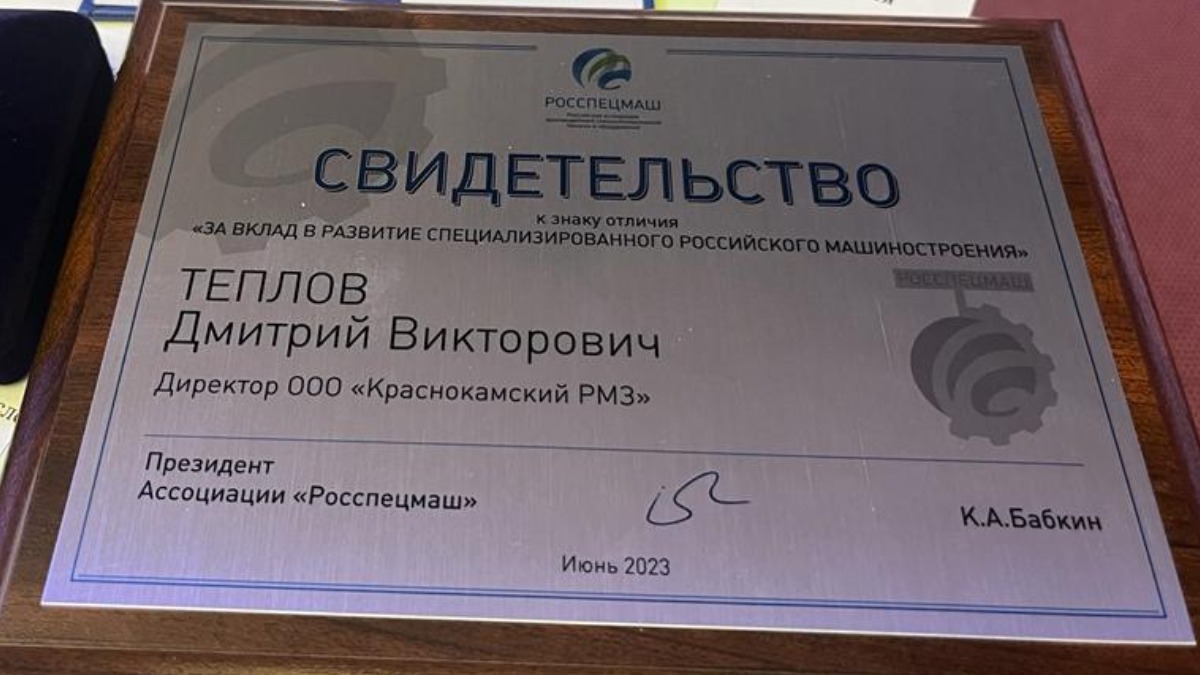 РОССПЕЦМАШ
СВИДЕТЕЛЬСТВО
к знаку отличия
«ЗА ВКЛАД В РАЗВИТИЕ СПЕЦИАЛИЗИРОВАННОГО РОССИЙСКОГО МАШИНОСТРОЕНИЯ»
РОССПЕЦМАШ
ТЕПЛОВ
Дмитрий Викторович
Директор ООО «Краснокамский РМЗ»
Президент
Ассоциации «Росспецмаш»
К.А.Бабкин
Июнь 2023